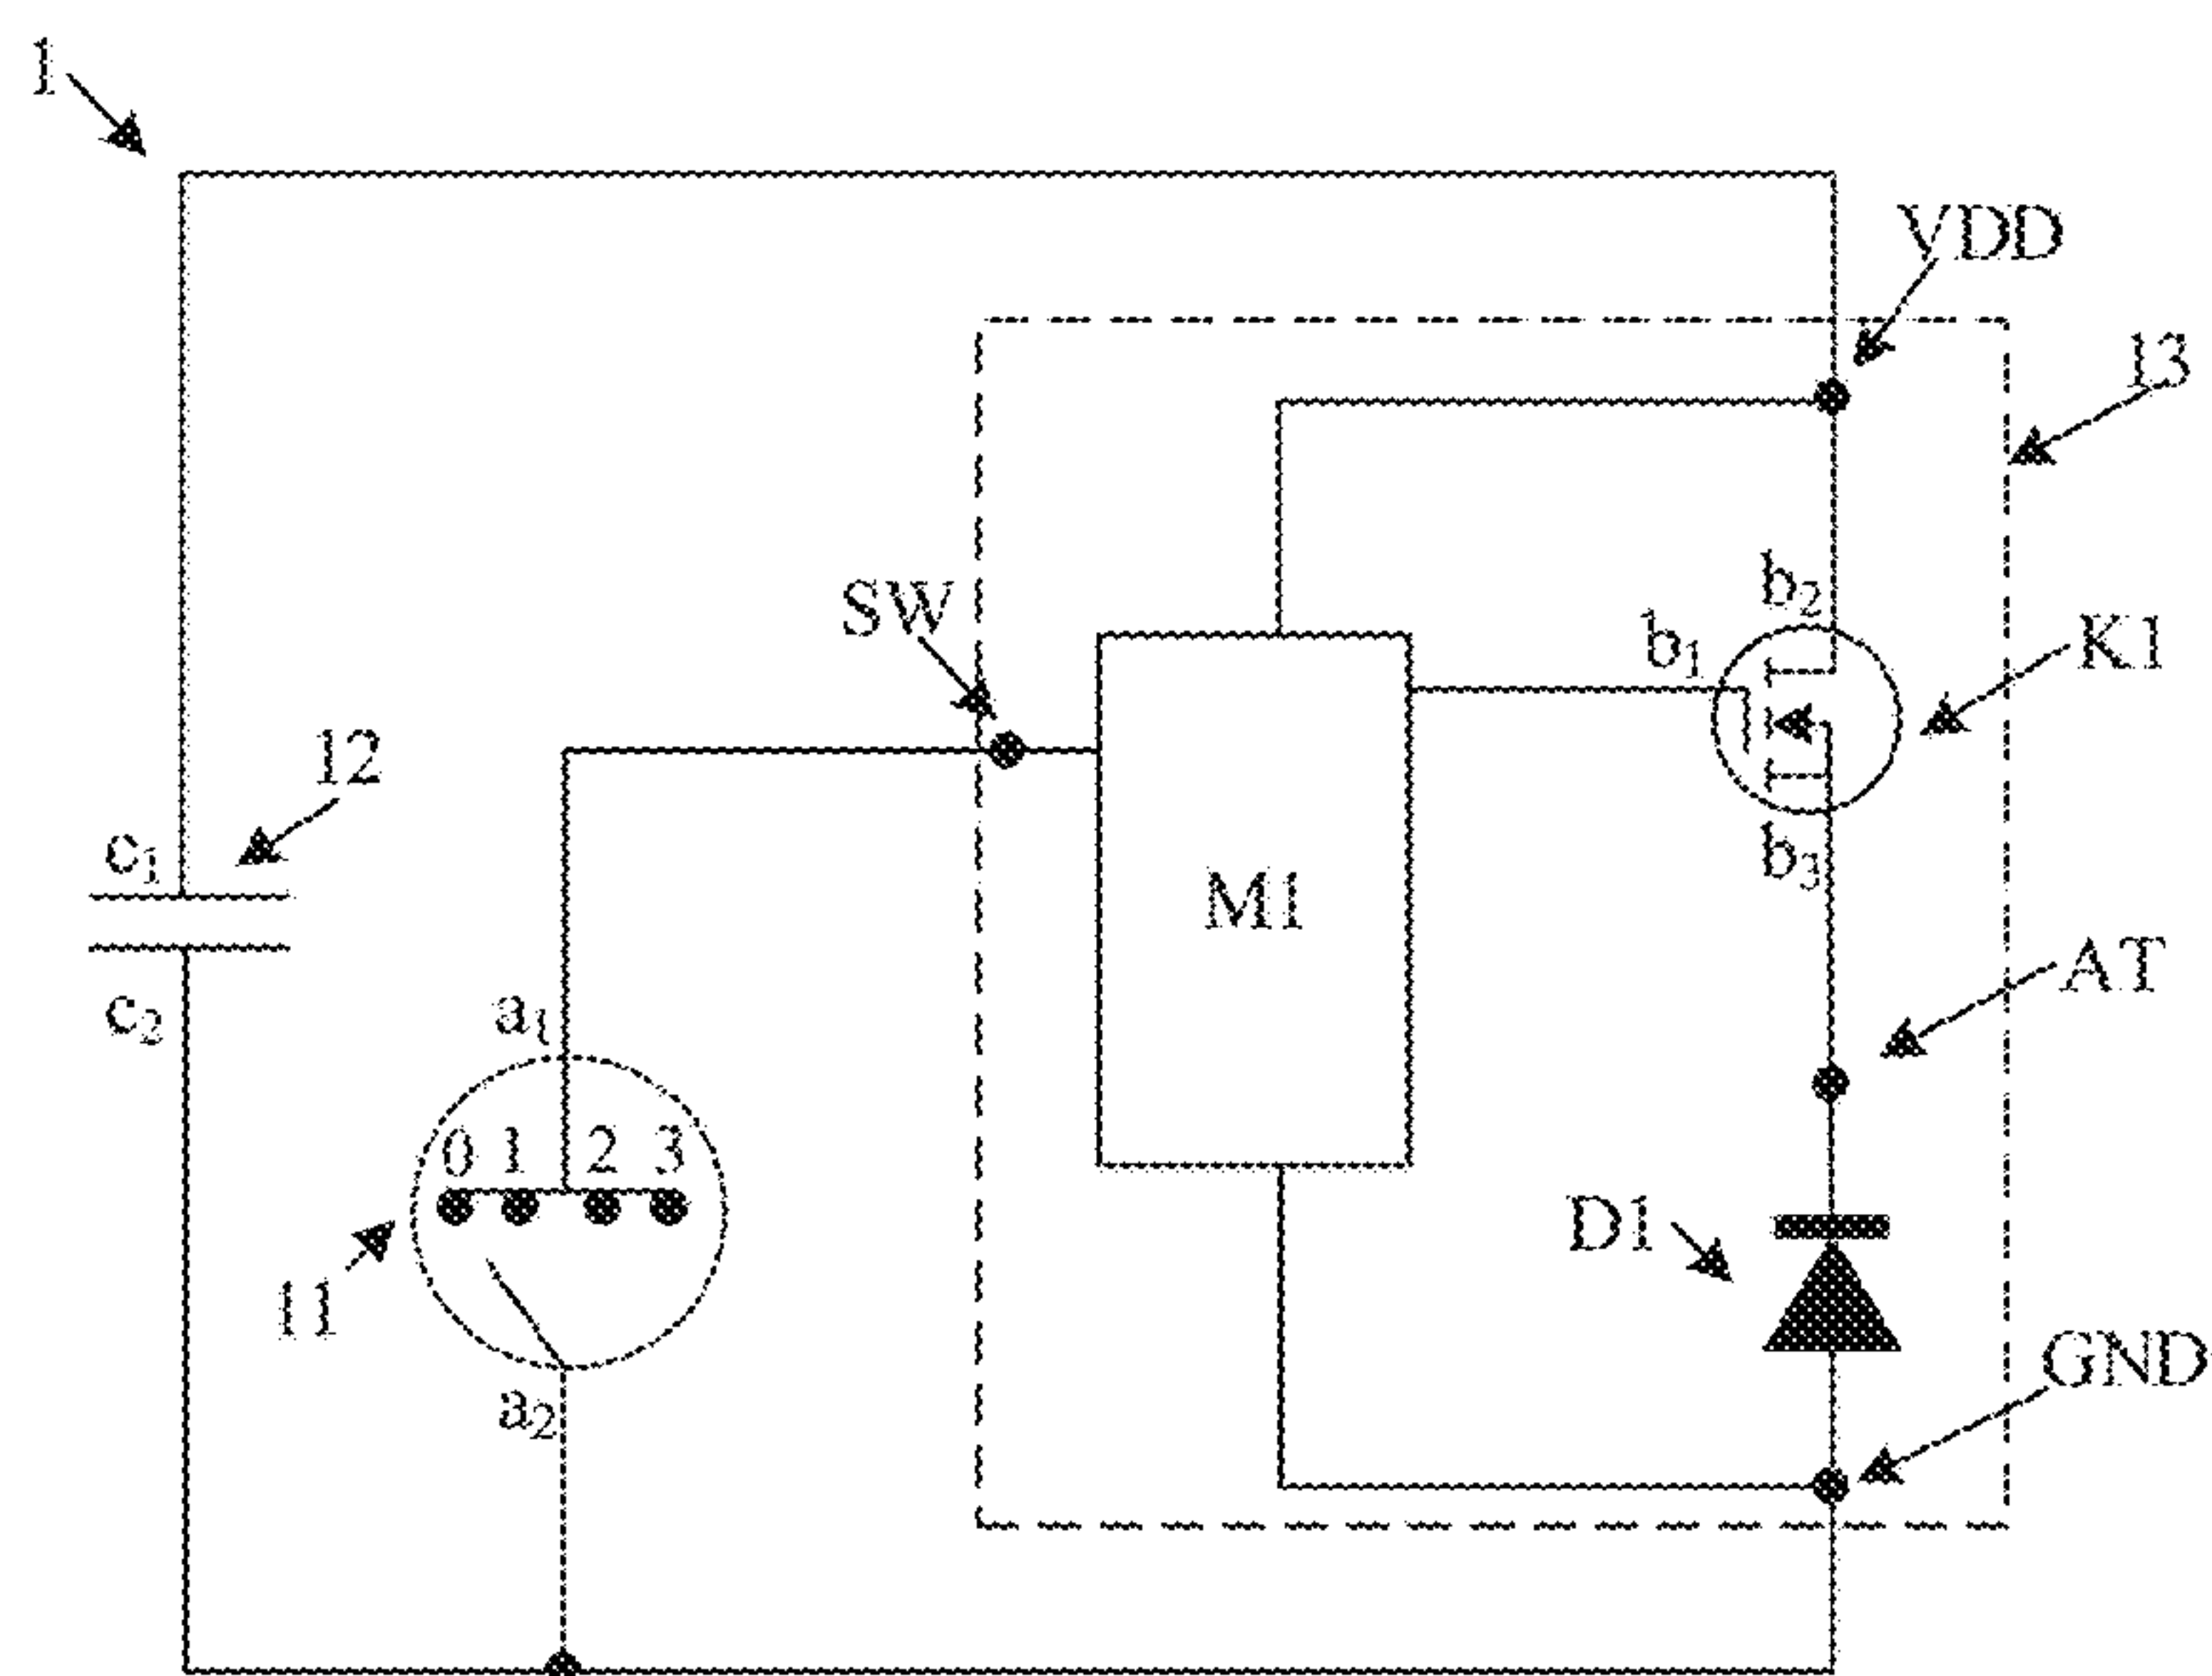 1
VDD
13
b₂
SW
b₁
K1
12
c₁
b₃
M1
AT
c₂
a₁
0 1 2 3
D1
11
GND
a₂